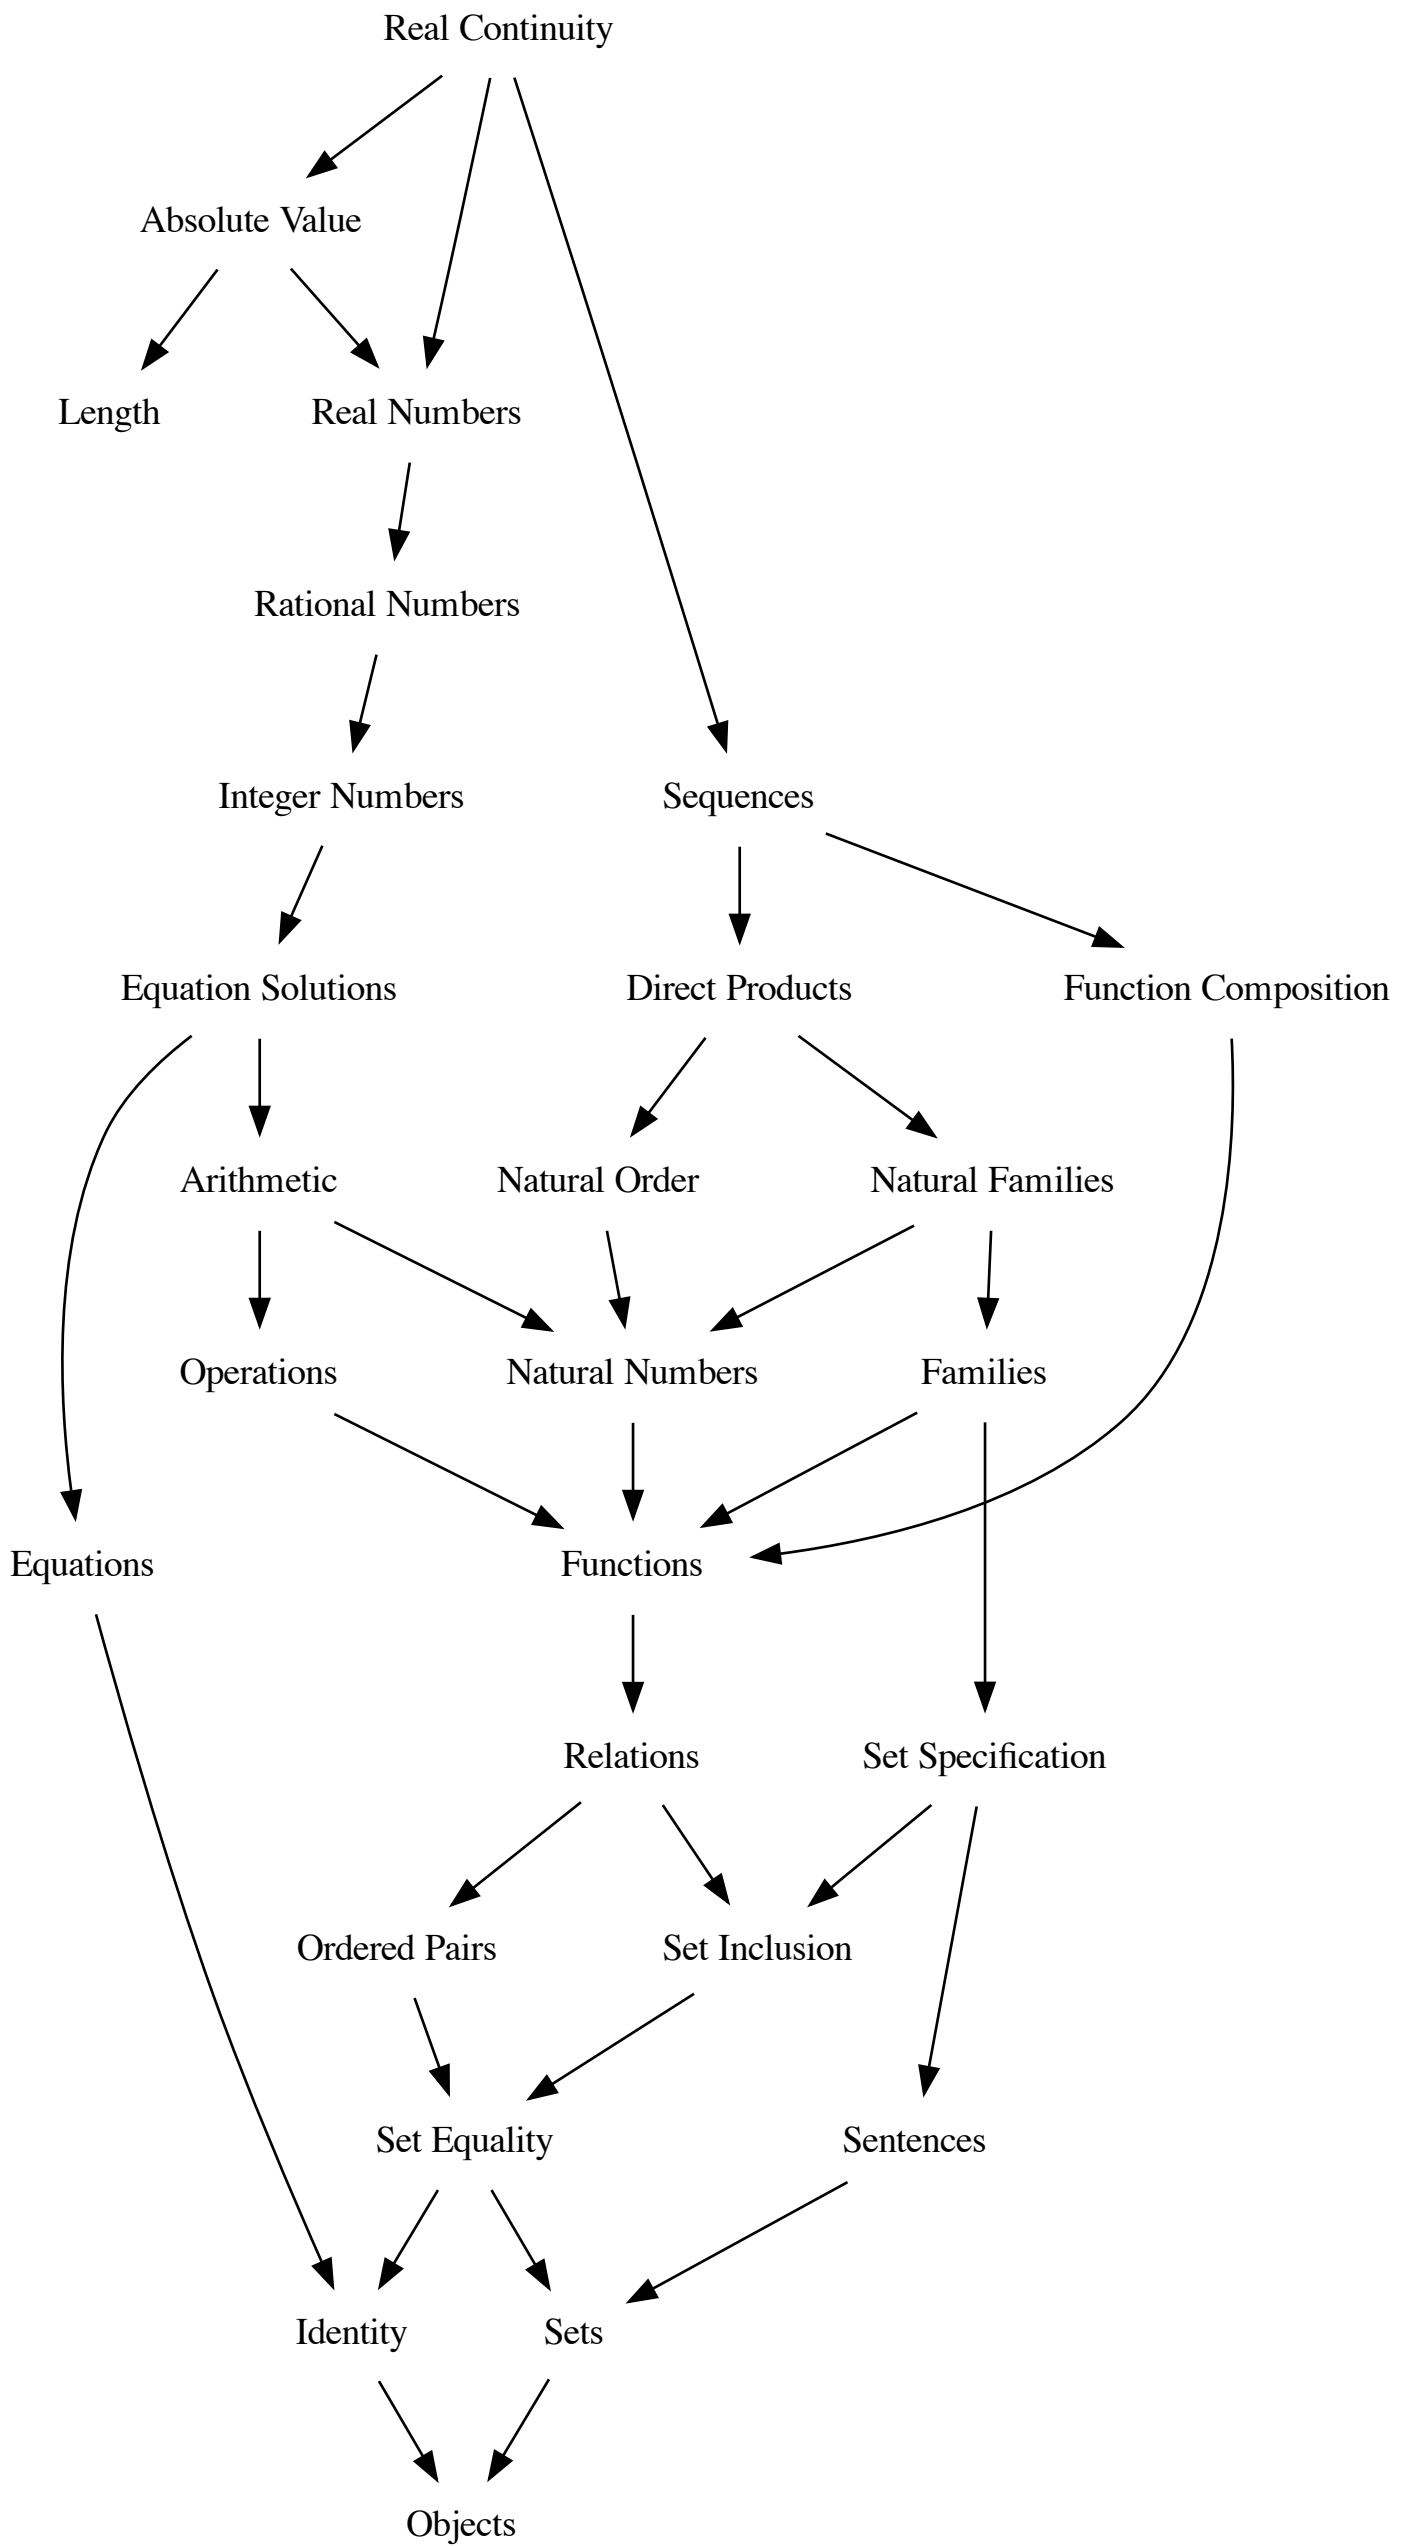 Real Continuity
Absolute Value
Length
Real Numbers
Rational Numbers
Integer Numbers
Sequences
Equation Solutions
Direct Products
Function Composition
Arithmetic
Natural Order
Natural Families
Operations
Natural Numbers
Families
Equations
Functions
Relations
Set Specification
Ordered Pairs
Set Inclusion
Set Equality
Sentences
Identity
Sets
Objects